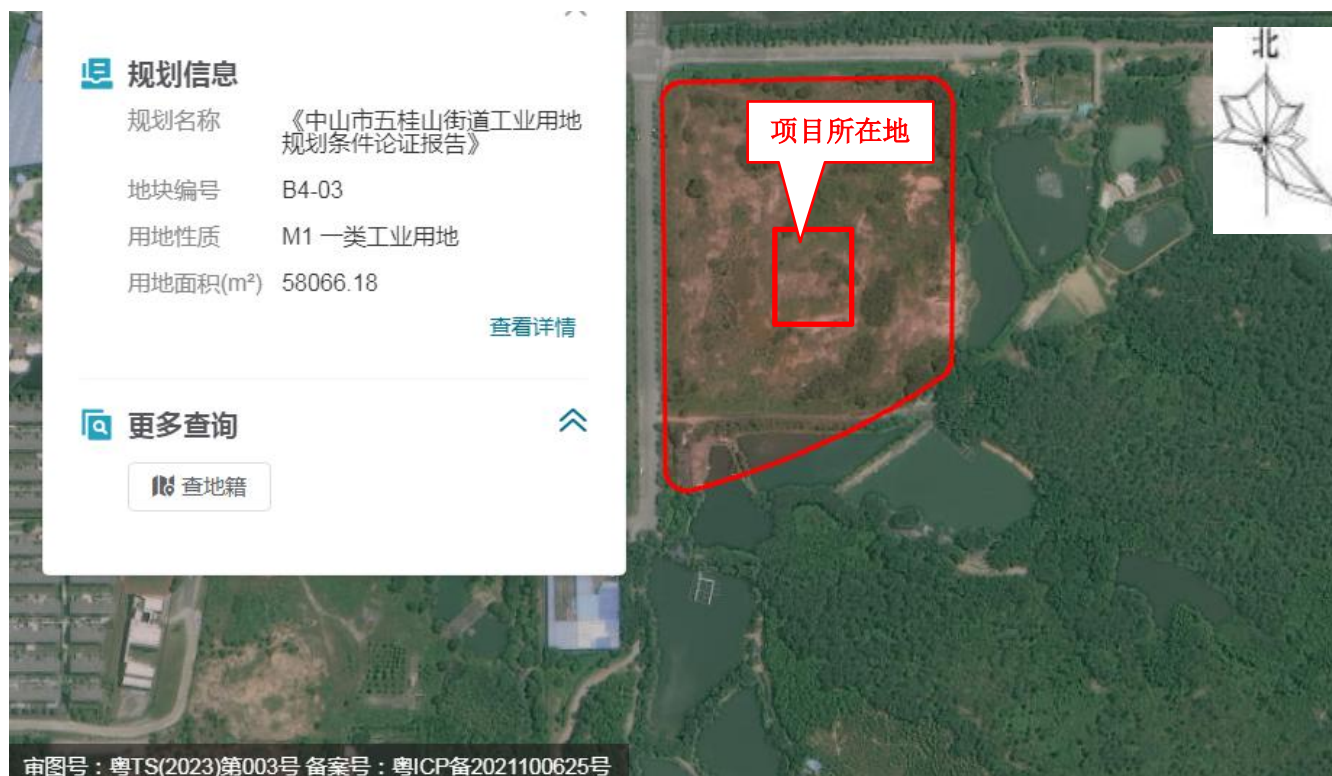 规划信息
规划名称
《中山市五桂山街道工业用地
规划条件论证报告》
地块编号
B4-03
用地性质
M1 一类工业用地
用地面积(m²)
58066.18
查看详情
更多查询
查地籍
项目所在地
北
审图号：粤TS(2023)第003号 备案号：粤ICP备2021100625号